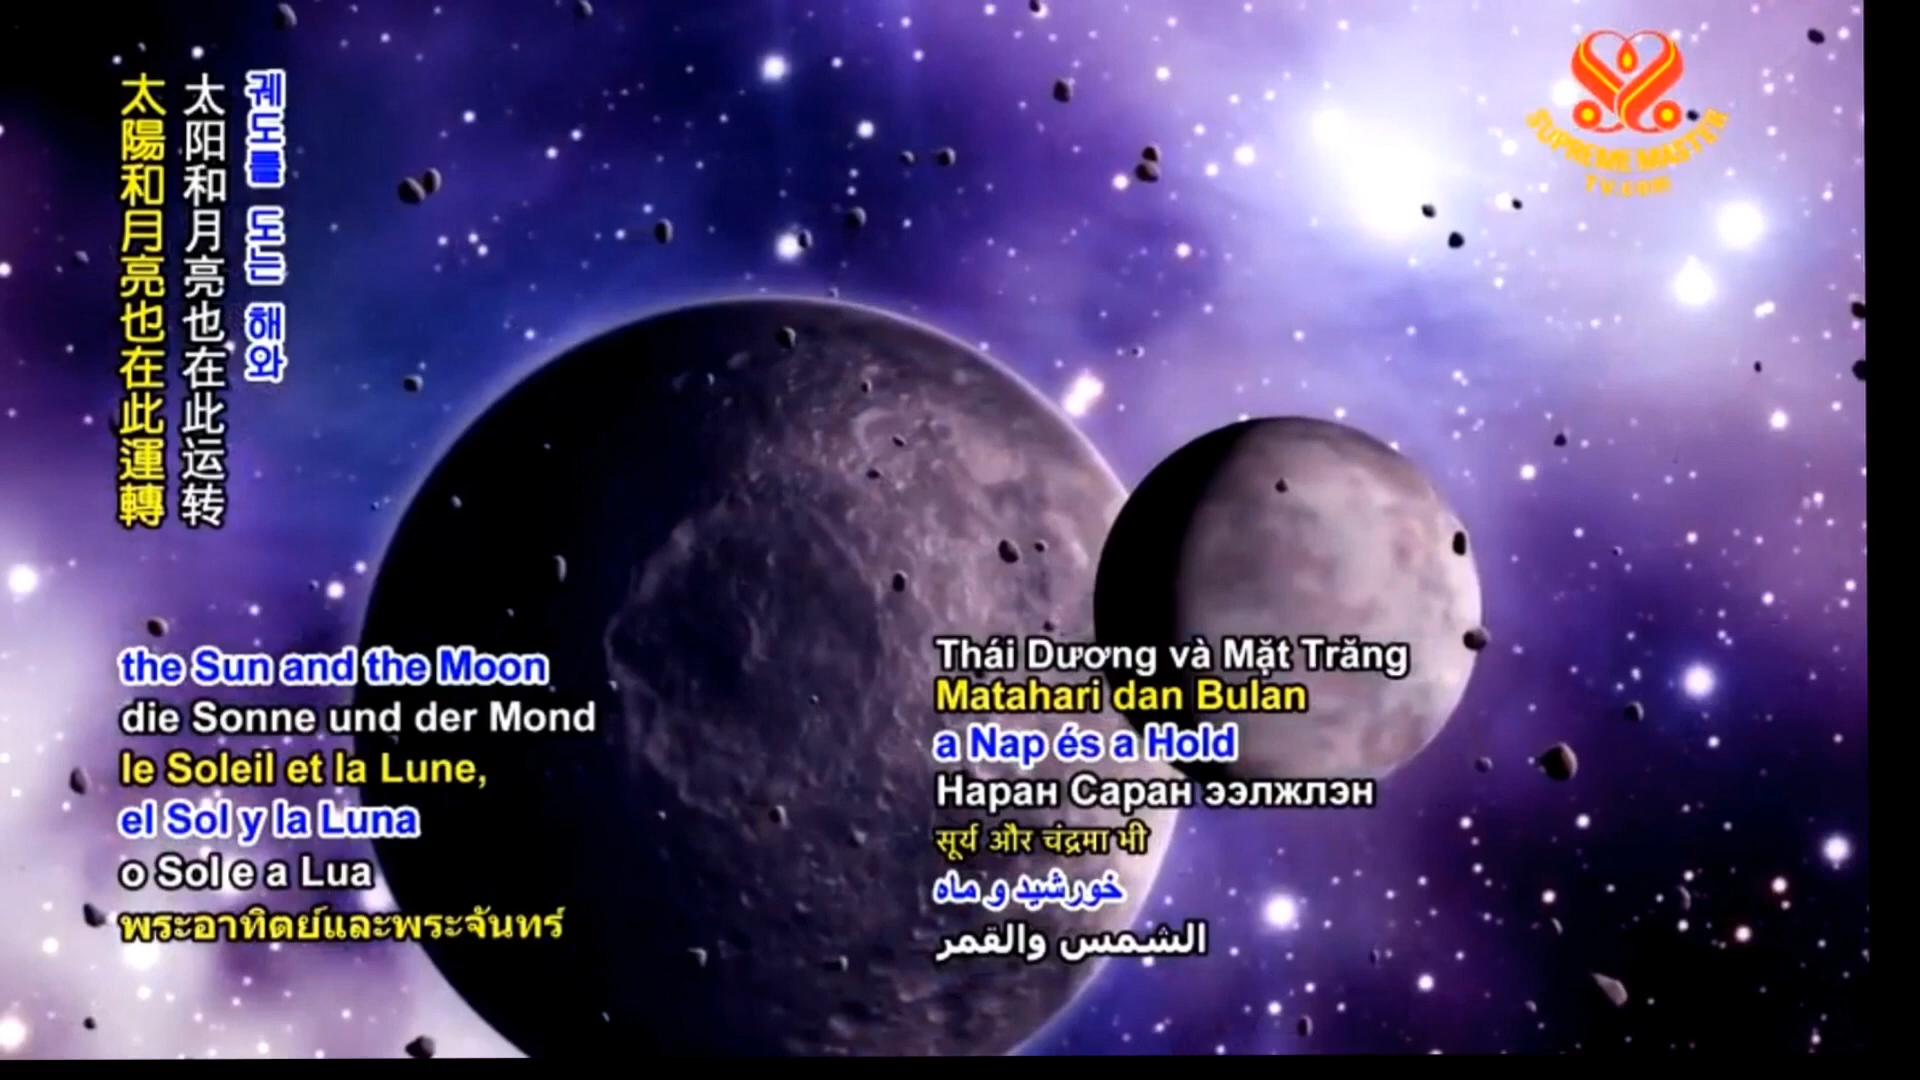 궤도를 도는 해와
太阳和月亮也在此运转
太陽和月亮也在此運轉
SUPREME MASTER
TV.com
the Sun and the Moon
die Sonne und der Mond
le Soleil et la Lune,
el Sol y la Luna
o Sol e a Lua
พระอาทิตย์และพระจันทร์
Thái Dương và Mặt Trăng
Matahari dan Bulan
a Nap és a Hold
Наран Саран ээлжлэн
सूर्य और चंद्रमा भी
خورشید و ماه
الشمس والقمر